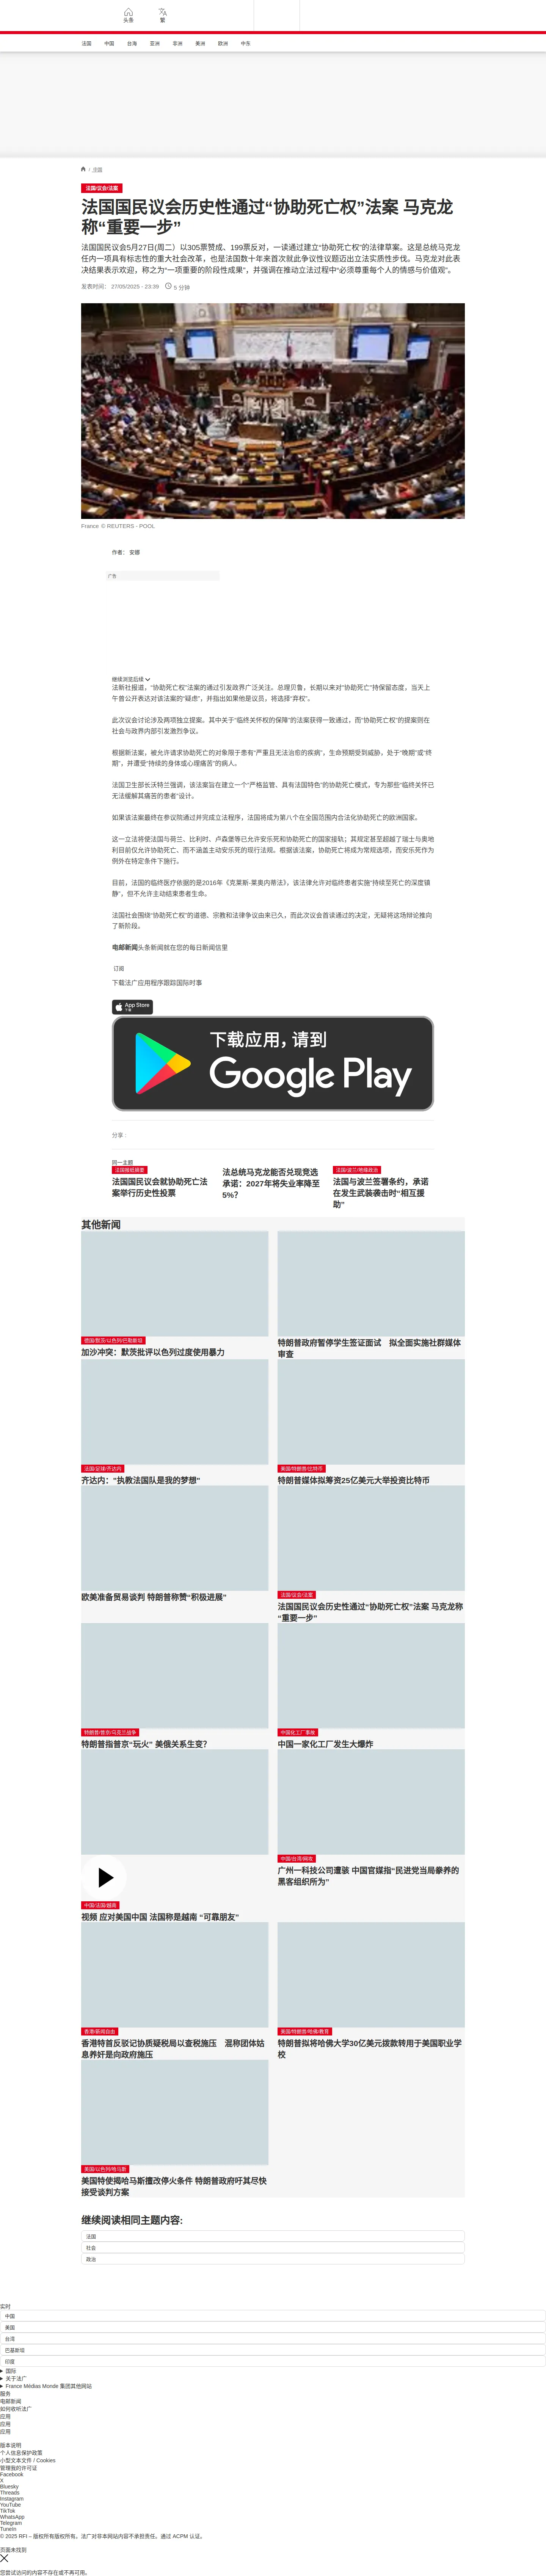 头条
繁
法国
中国
台海
亚洲
非洲
美洲
欧洲
中东
/ 法国
法国/议会/法案
法国国民议会历史性通过“协助死亡权”法案 马克龙
称“重要一步”
法国国民议会5月27日(周二）以305票赞成、199票反对，一读通过建立“协助死亡权”的法律草案。这是总统马克龙
任内一项具有标志性的重大社会改革，也是法国数十年来首次就此争议性议题迈出立法实质性步伐。马克龙对此表
决结果表示欢迎，称之为“一项重要的阶段性成果”，并强调在推动立法过程中“必须尊重每个人的情感与价值观”。
发表时间： 27/05/2025 - 23:39
5 分钟
France © REUTERS - POOL
作者： 安娜
广告
继续浏览后续
法新社报道，“协助死亡权”法案的通过引发政界广泛关注。总理贝鲁，长期以来对“协助死亡”持保留态度，当天上
午曾公开表达对该法案的“疑虑”，并指出如果他是议员，将选择“弃权”。
此次议会讨论涉及两项独立提案。其中关于“临终关怀权的保障”的法案获得一致通过，而“协助死亡权”的提案则在
社会与政界内部引发激烈争议。
根据新法案，被允许请求协助死亡的对象限于患有“严重且无法治愈的疾病”，生命预期受到威胁，处于“晚期”或“终
期”，并遭受“持续的身体或心理痛苦”的病人。
法国卫生部长沃特兰强调，该法案旨在建立一个“严格监管、具有法国特色”的协助死亡模式，专为那些“临终关怀已
无法缓解其痛苦的患者”设计。
如果该法案最终在参议院通过并完成立法程序，法国将成为第八个在全国范围内合法化协助死亡的欧洲国家。
这一立法将使法国与荷兰、比利时、卢森堡等已允许安乐死和协助死亡的国家接轨；其规定甚至超越了瑞士与奥地
利目前仅允许协助死亡、而不涵盖主动安乐死的现行法规。根据该法案，协助死亡将成为常规选项，而安乐死作为
例外在特定条件下施行。
目前，法国的临终医疗依据的是2016年《克莱斯-莱奥内蒂法》，该法律允许对临终患者实施“持续至死亡的深度镇
静”，但不允许主动结束患者生命。
法国社会围绕“协助死亡权”的道德、宗教和法律争议由来已久，而此次议会首读通过的决定，无疑将这场辩论推向
了新阶段。
电邮新闻头条新闻就在您的每日新闻信里
订阅
下载法广应用程序跟踪国际时事
App Store
下载应用，请到
Google Play
分享 :
同一主题
法国报纸摘要
法国国民议会就协助死亡法
案举行历史性投票
法总统马克龙能否兑现竞选
承诺：2027年将失业率降至
5%?
法国/波兰/地缘政治
法国与波兰签署条约，承诺
在发生武装袭击时“相互援
助”
其他新闻
德国/默茨/以色列/巴勒斯坦
加沙冲突：默茨批评以色列过度使用暴力
特朗普政府暂停学生签证面试　拟全面实施社群媒体
审查
法国/足球/齐达内
齐达内："执教法国队是我的梦想"
美国/特朗普/比特币
特朗普媒体拟筹资25亿美元大举投资比特币
欧美准备贸易谈判 特朗普称赞“积极进展”
法国/议会/法案
法国国民议会历史性通过“协助死亡权”法案 马克龙称
“重要一步”
特朗普/普京/乌克兰战争
特朗普指普京"玩火" 美俄关系生变?
中国化工厂事故
中国一家化工厂发生大爆炸
中国/法国/越南
视频 应对美国中国 法国称是越南 “可靠朋友”
中国/台湾/网攻
广州一科技公司遭骇 中国官媒指“民进党当局豢养的
黑客组织所为”
香港/新闻自由
香港特首反驳记协质疑税局以查税施压　混称团体姑
息养奸是向政府施压
美国/特朗普/哈佛/教育
特朗普拟将哈佛大学30亿美元拨款转用于美国职业学
校
美国/以色列/哈马斯
美国特使揭哈马斯擅改停火条件 特朗普政府吁其尽快
接受谈判方案
继续阅读相同主题内容:
法国
社会
政治
实时
中国
美国
台湾
巴基斯坦
印度
国际
关于法广
France Médias Monde 集团其他网站
服务
电邮新闻
如何收听法广
应用
应用
应用
版本说明
个人信息保护政策
小型文本文件 / Cookies
管理我的许可证
Facebook
X
Bluesky
Threads
Instagram
YouTube
TikTok
WhatsApp
Telegram
TuneIn
© 2025 RFI – 版权所有版权所有。法广对非本网站内容不承担责任。通过 ACPM 认证。
页面未找到
您尝试访问的内容不存在或不再可用。